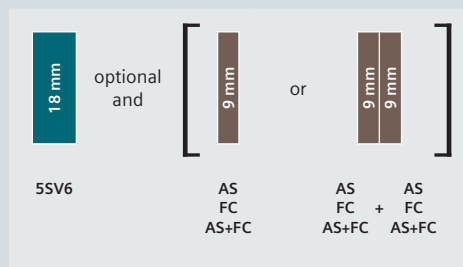 18 mm
optional
and
9 mm
or
9 mm
9 mm
5SV6
AS
FC
AS+FC
AS AS
FC + FC
AS+FC AS+FC